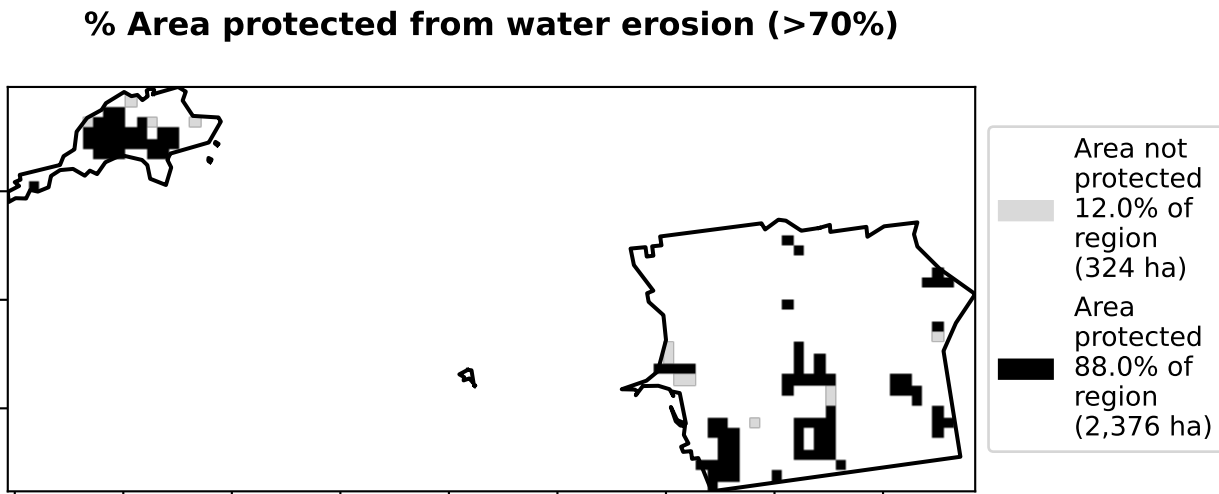 % Area protected from water erosion (>70%)
Area not
protected
12.0% of
region
(324 ha)
Area
protected
88.0% of
region
(2,376 ha)